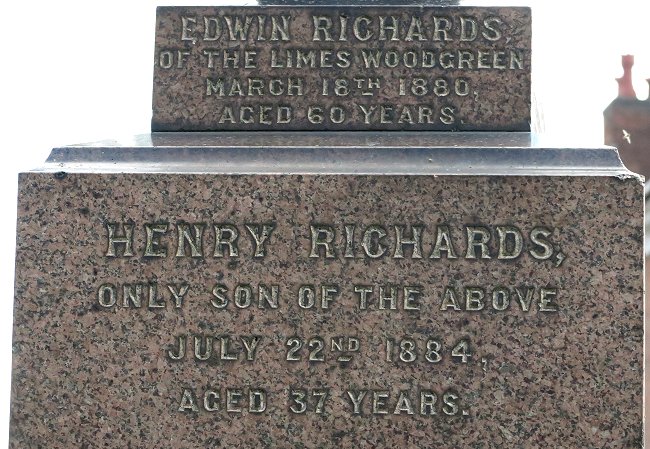 EDWIN RICHARDS,
OF THE LIMES WOODGREEN
MARCH 18TH 1880,
AGED 60 YEARS.
HENRY RICHARDS,
ONLY SON OF THE ABOVE
JULY 22ND 1884,
AGED 37 YEARS.